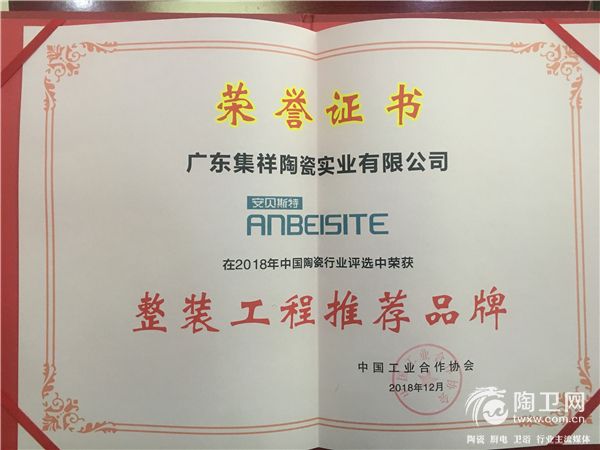 荣誉证书
广东集祥陶瓷实业有限公司
安贝斯特
ANBEISITE
在2018年中国陶瓷行业评选中荣获
整装工程推荐品牌
中国工业合作协会
2018年12月
陶卫网
www.twxw.com.cn
陶瓷 厨电 卫浴 行业主流媒体